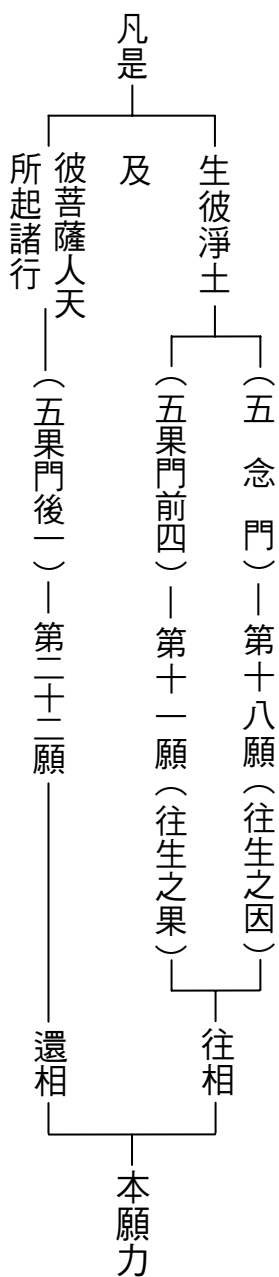 凡是
生彼淨土
及
彼菩薩人天
所起諸行
（五念門）
第十八願（往生之因）
（五果門前四）
第十一願（往生之果）
（五果門後一）
第二十二願
往相
還相
本願力